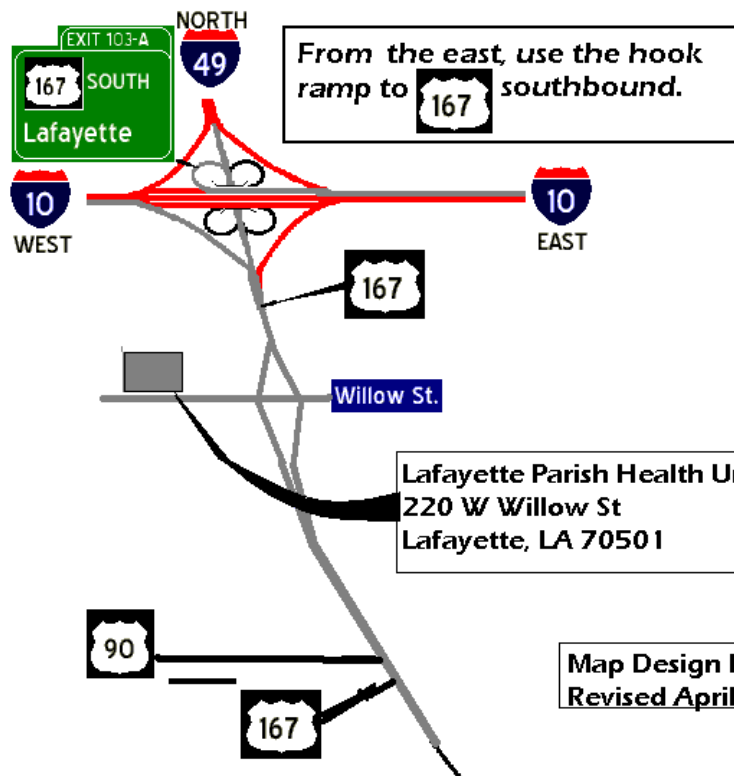 NORTH
49
EXIT 103-A
167 SOUTH
Lafayette
From the east, use the hook
ramp to 167 southbound.
10
WEST
10
EAST
167
Willow St.
Lafayette Parish Health
220 W Willow St
Lafayette, LA 70501
90
167
Map Design
Revised April